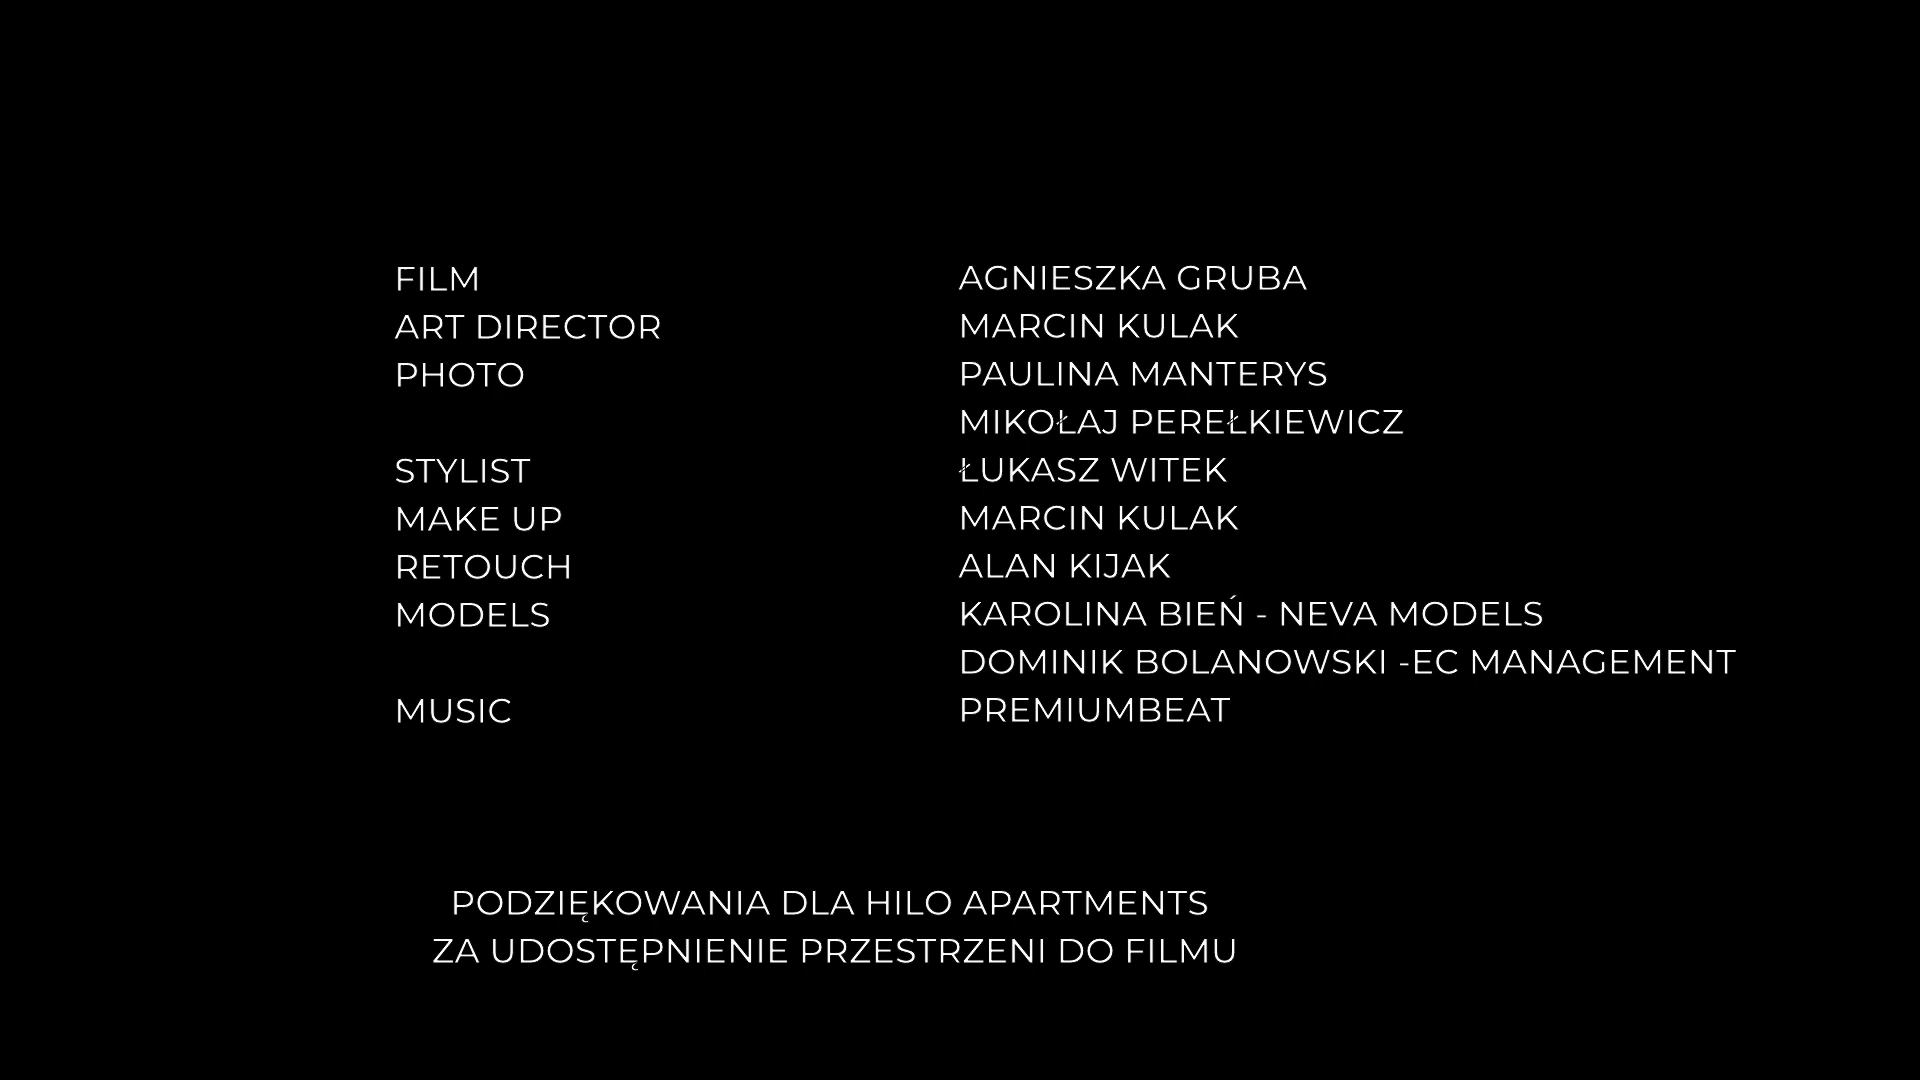 FILM AGNIESZKA GRUBA
ART DIRECTOR MARCIN KULAK
PHOTO PAULINA MANTERYS
MIKOŁAJ PEREŁKIEWICZ
STYLIST ŁUKASZ WITEK
MAKE UP MARCIN KULAK
RETOUCH ALAN KIJAK
MODELS KAROLINA BIEŃ - NEVA MODELS
DOMINIK BOLANOWSKI -EC MANAGEMENT
MUSIC PREMIUMBEAT
PODZIĘKOWANIA DLA HILO APARTMENTS
ZA UDOSTĘPNIENIE PRZESTRZENI DO FILMU